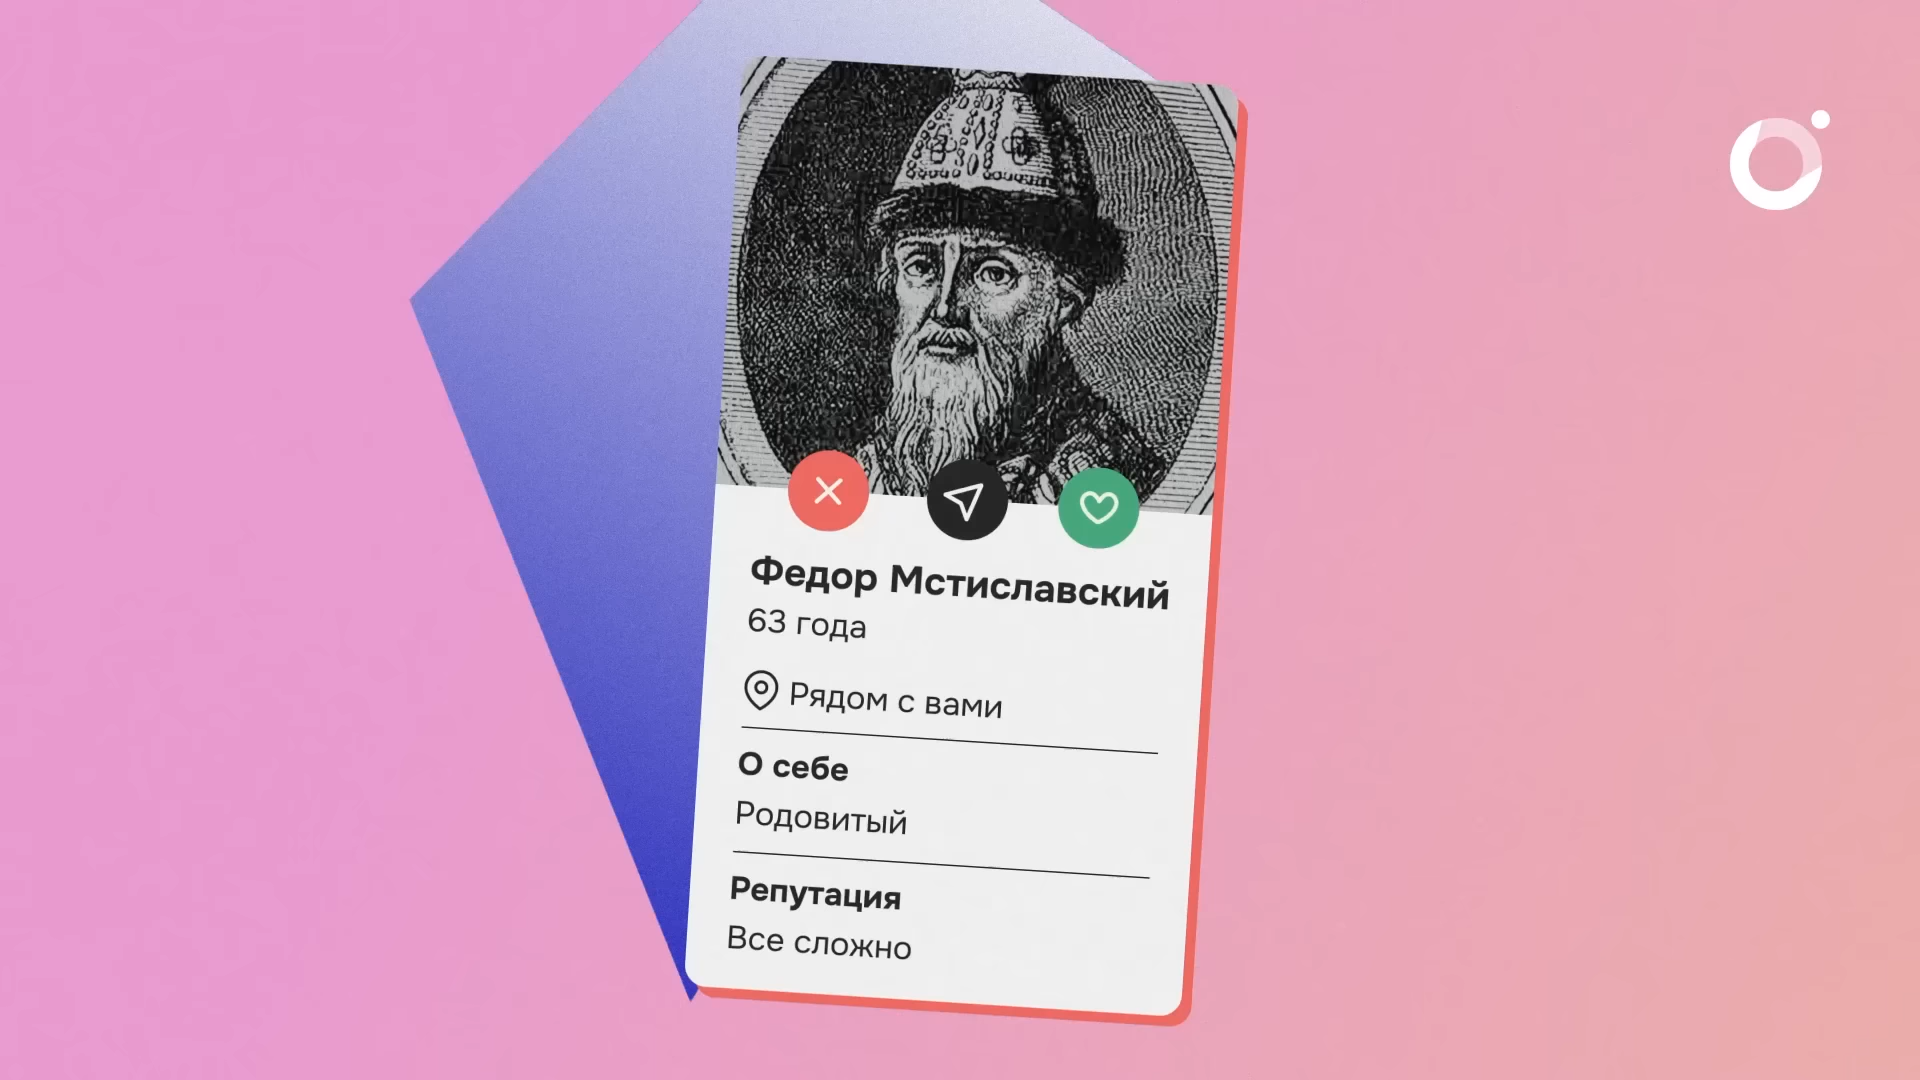 Федор Мстиславский
63 года
Рядом с вами
О себе
Родовитый
Репутация
Все сложно